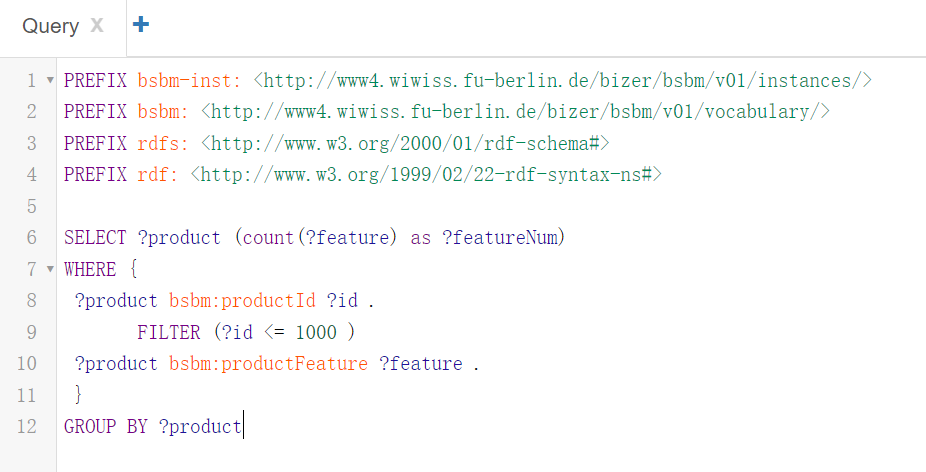 Query X +
1 PREFIX bsbm-inst: <http://www4.wiwiss.fu-berlin.de/bizer/bsbm/v01/instances/>
2 PREFIX bsbm: <http://www4.wiwiss.fu-berlin.de/bizer/bsbm/v01/vocabulary/>
3 PREFIX rdfs: <http://www.w3.org/2000/01/rdf-schema#>
4 PREFIX rdf: <http://www.w3.org/1999/02/22-rdf-syntax-ns#>
5
6 SELECT ?product (count(?feature) as ?featureNum)
7 WHERE {
8 ?product bsbm:productId ?id .
9 FILTER (?id <= 1000 )
10 ?product bsbm:productFeature ?feature .
11 }
12 GROUP BY ?product